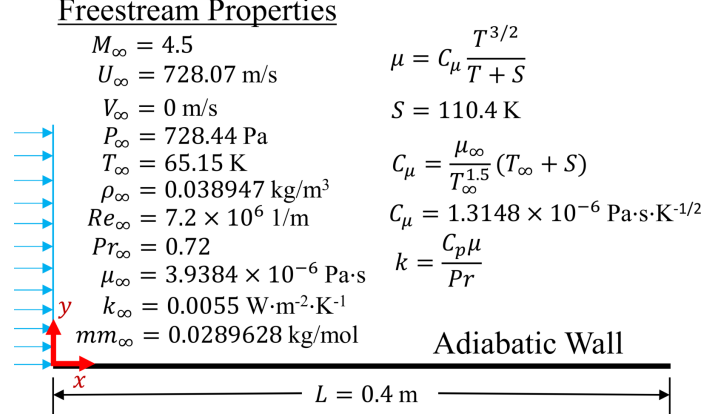 Freestream Properties
M∞ = 4.5
U∞ = 728.07 m/s
V∞ = 0 m/s
P∞ = 728.44 Pa
T∞ = 65.15 K
ρ∞ = 0.038947 kg/m³
Re∞ = 7.2 × 10⁶ 1/m
Pr∞ = 0.72
μ∞ = 3.9384 × 10⁻⁶ Pa·s
k∞ = 0.0055 W·m⁻²·K⁻¹
mm∞ = 0.0289628 kg/mol
μ = Cμ T^{3/2} / (T + S)
S = 110.4 K
Cμ = μ∞ / T∞^{1.5} (T∞ + S)
Cμ = 1.3148 × 10⁻⁶ Pa·s·K^{-1/2}
k = Cpμ / Pr
y
x
Adiabatic Wall
L = 0.4 m